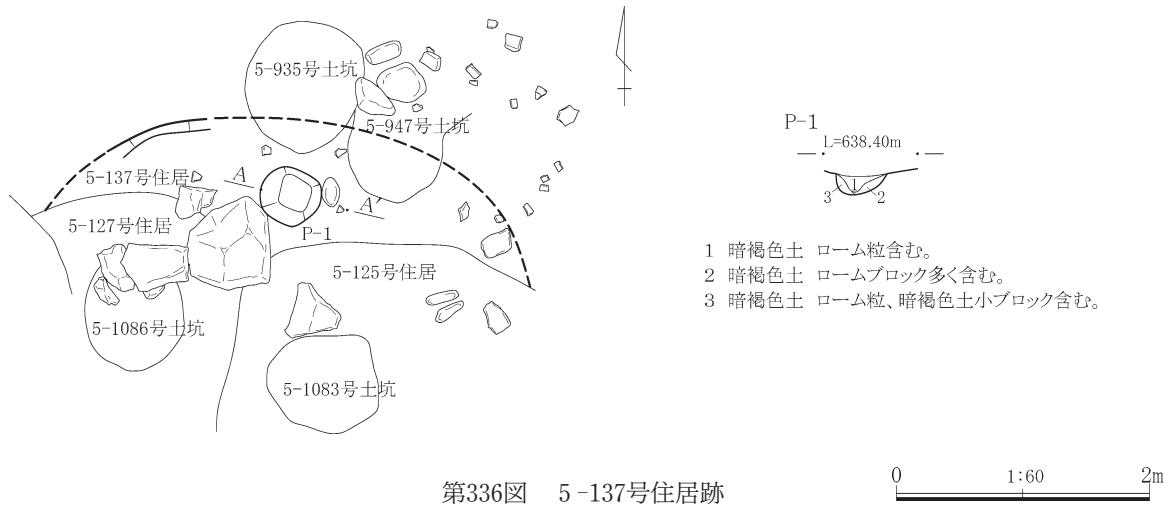 5-935号土坑
5-947号土坑
5-137号住居
A
A′
5-127号住居
P-1
5-125号住居
5-1086号土坑
5-1083号土坑
P-1
L=638.40m
3
1
2
1 暗褐色土 ローム粒含む。
2 暗褐色土 ロームブロック多く含む。
3 暗褐色土 ローム粒、暗褐色土小ブロック含む。
第336図 5-137号住居跡
0 1:60 2m